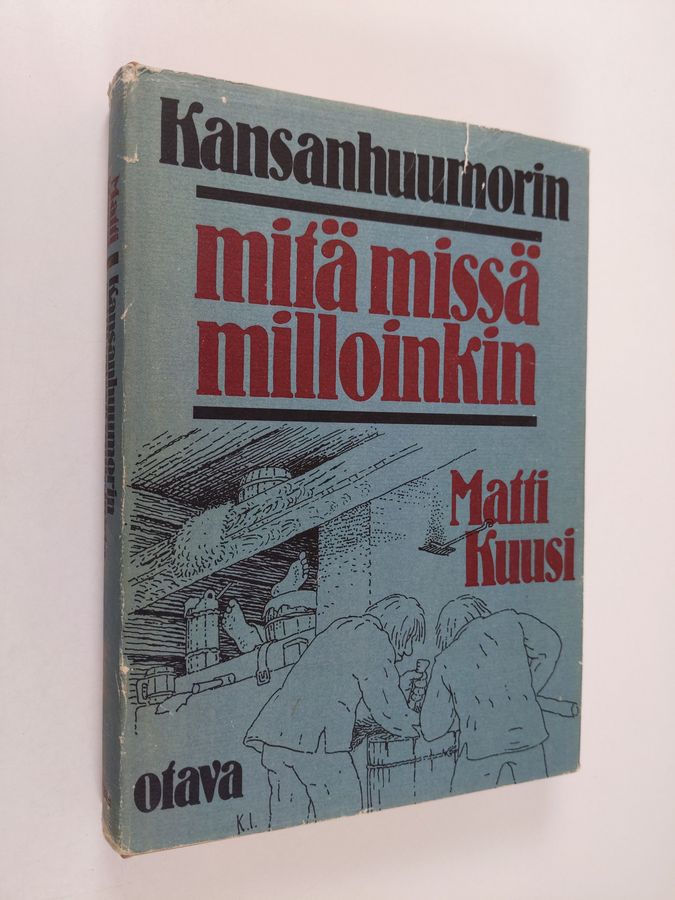 Kansanhuumorin
mitä missä
milloinkin
Matti
Kuusi
otava
K.I.
Matti
Kansanhuumorin